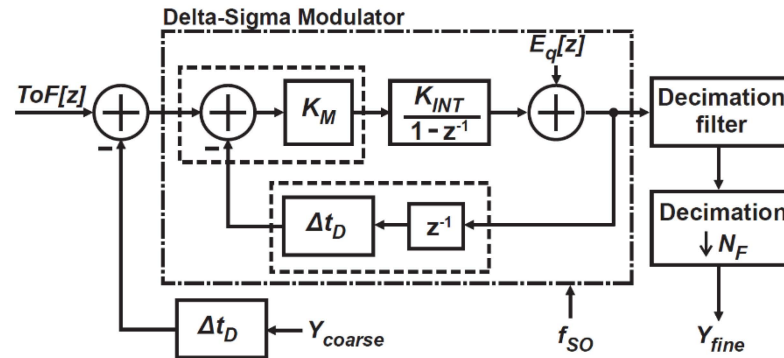 Delta-Sigma Modulator
E_q[z]
ToF[z]
K_M
K_INT
1 - z⁻¹
Decimation
filter
Δt_D
z⁻¹
Decimation
↓ N_F
Δt_D
Y_coarse
f_SO
Y_fine